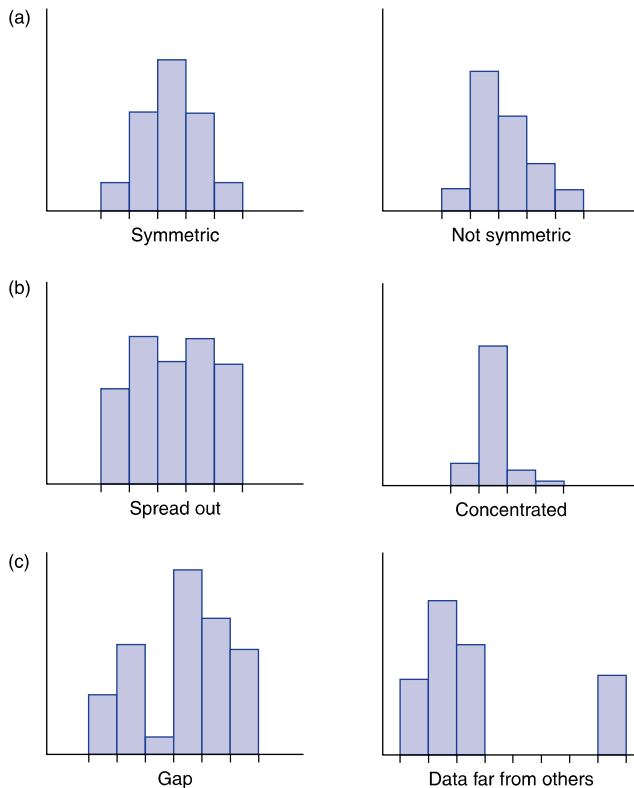 (a)
Symmetric
Not symmetric
(b)
Spread out
Concentrated
(c)
Gap
Data far from others